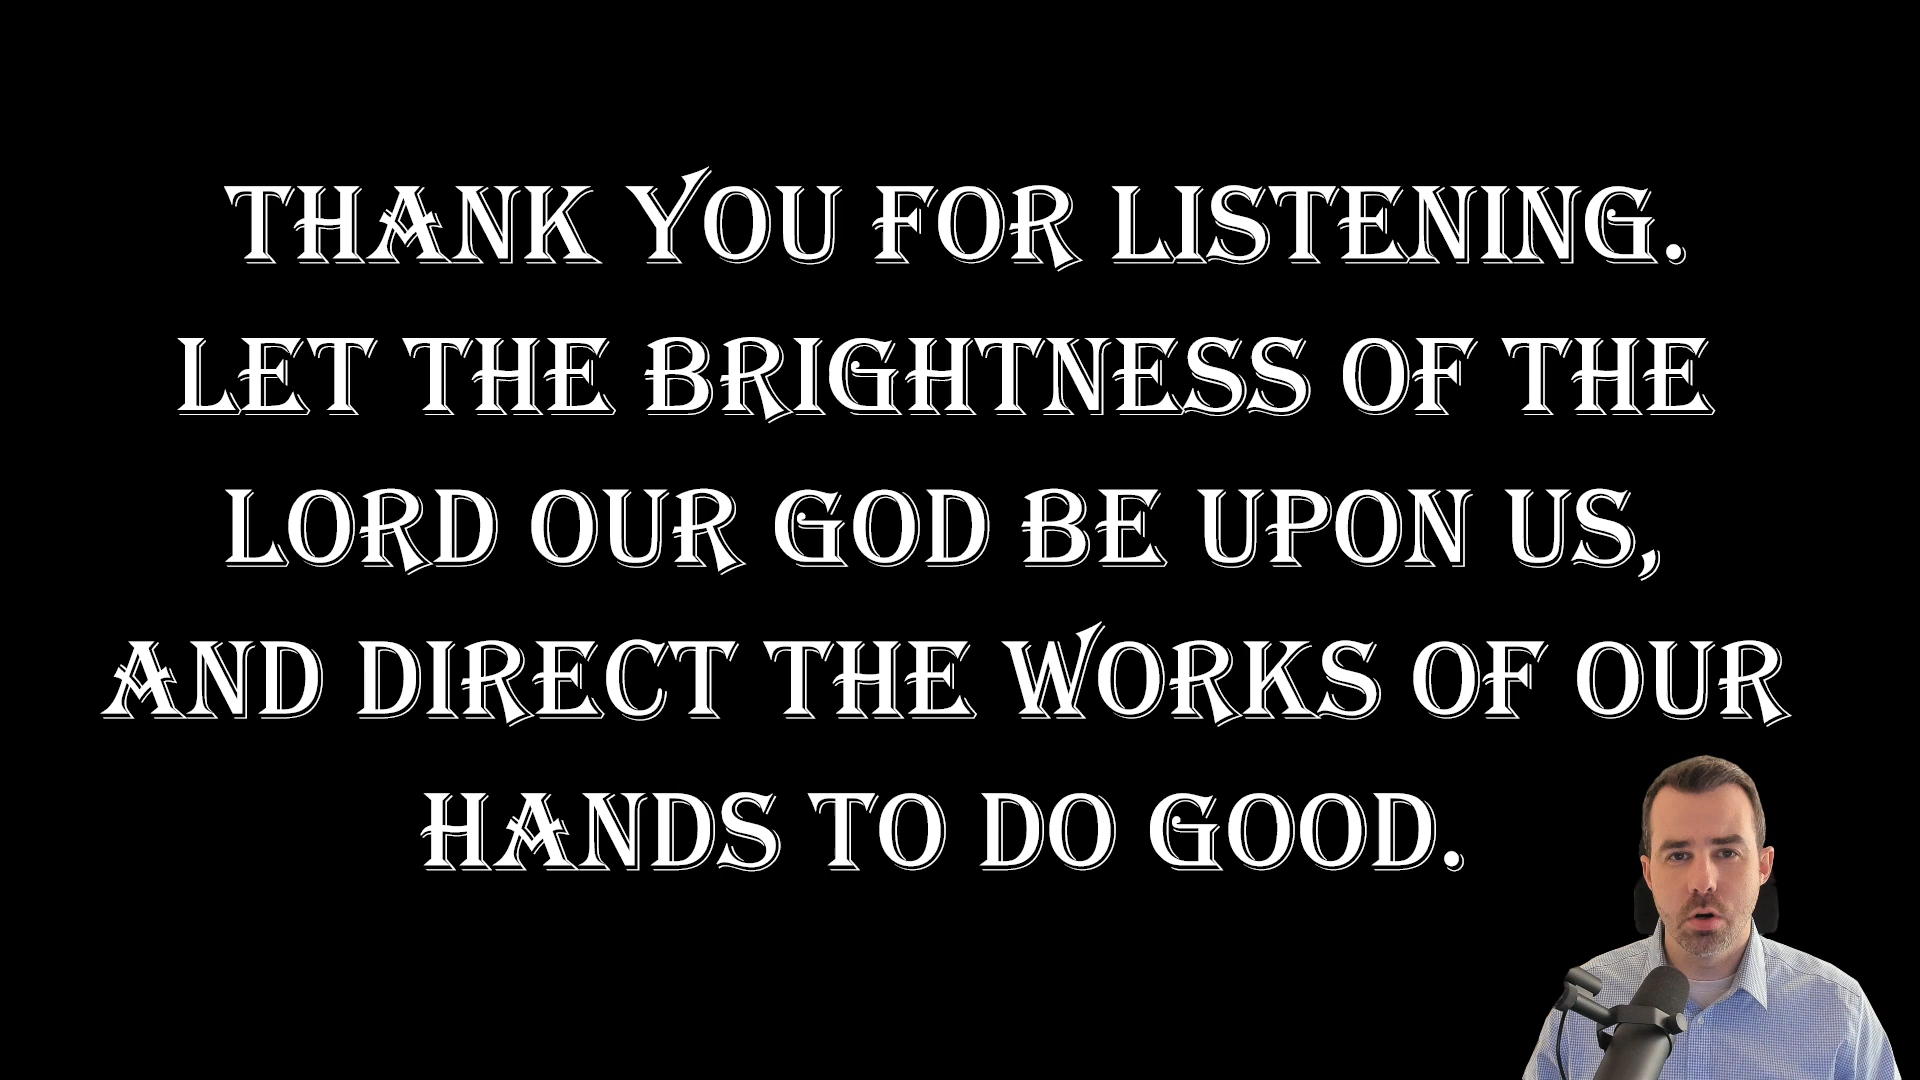 THANK YOU FOR LISTENING.
LET THE BRIGHTNESS OF THE
LORD OUR GOD BE UPON US,
AND DIRECT THE WORKS OF OUR
HANDS TO DO GOOD.